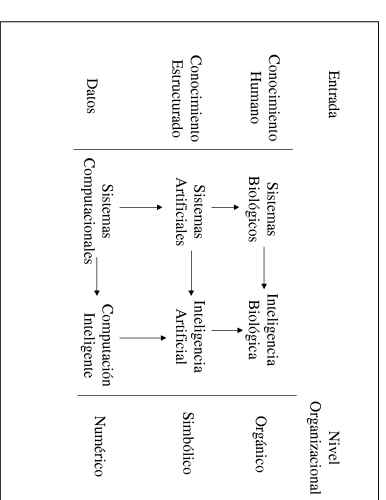 Entrada
Nivel
Organizacional
Conocimiento
Humano
Sistemas
Biológicos
Inteligencia
Biológica
Orgánico
Conocimiento
Estructurado
Sistemas
Artificiales
Inteligencia
Artificial
Simbólico
Datos
Sistemas
Computacionales
Computación
Inteligente
Numérico